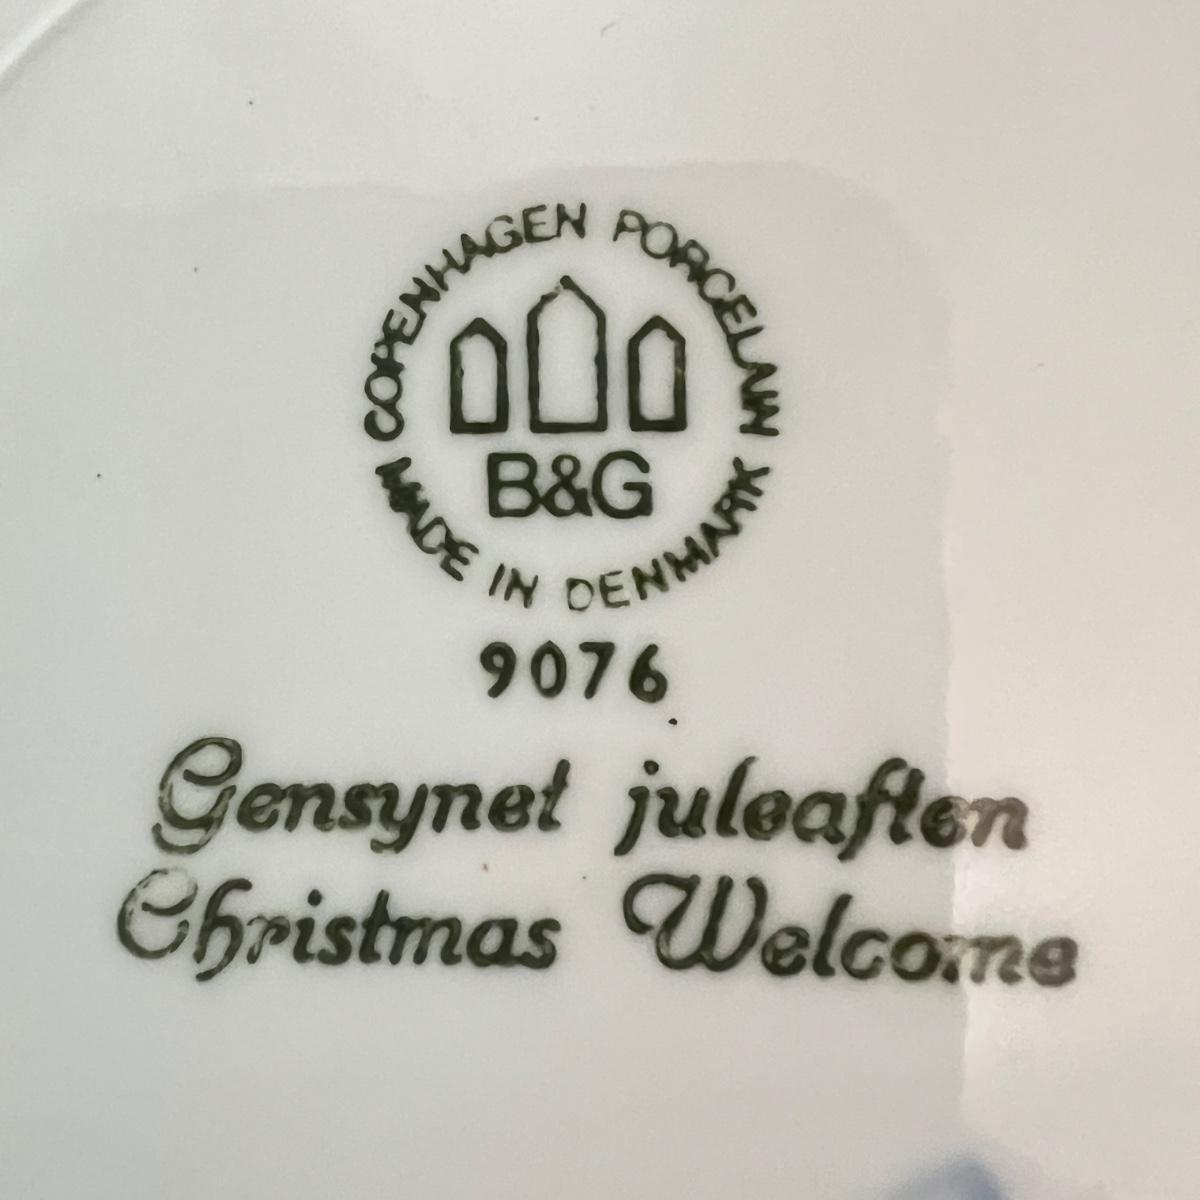 COPENHAGEN PORCELAIN
B&G
MADE IN DENMARK
9076
Gensynet juleaften
Christmas Welcome